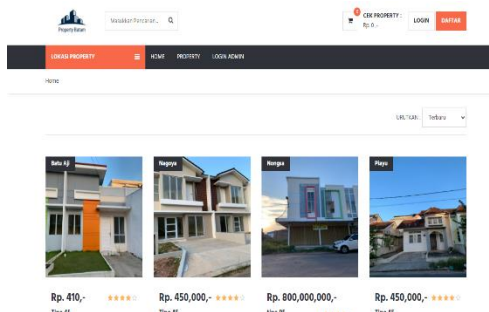 Property Batam
Masukkan Pencarian..
0
CEK PROPERTY :
Rp. 0 ,-
LOGIN
DAFTAR
LOKASI PROPERTY
HOME
PROPERTY
LOGIN ADMIN
Home
URUTKAN:
Terbaru
Batu Aji
Nagoya
Nongsa
Piayu
Rp. 410,-
Rp. 450,000,-
Rp. 800,000,000,-
Rp. 450,000,-